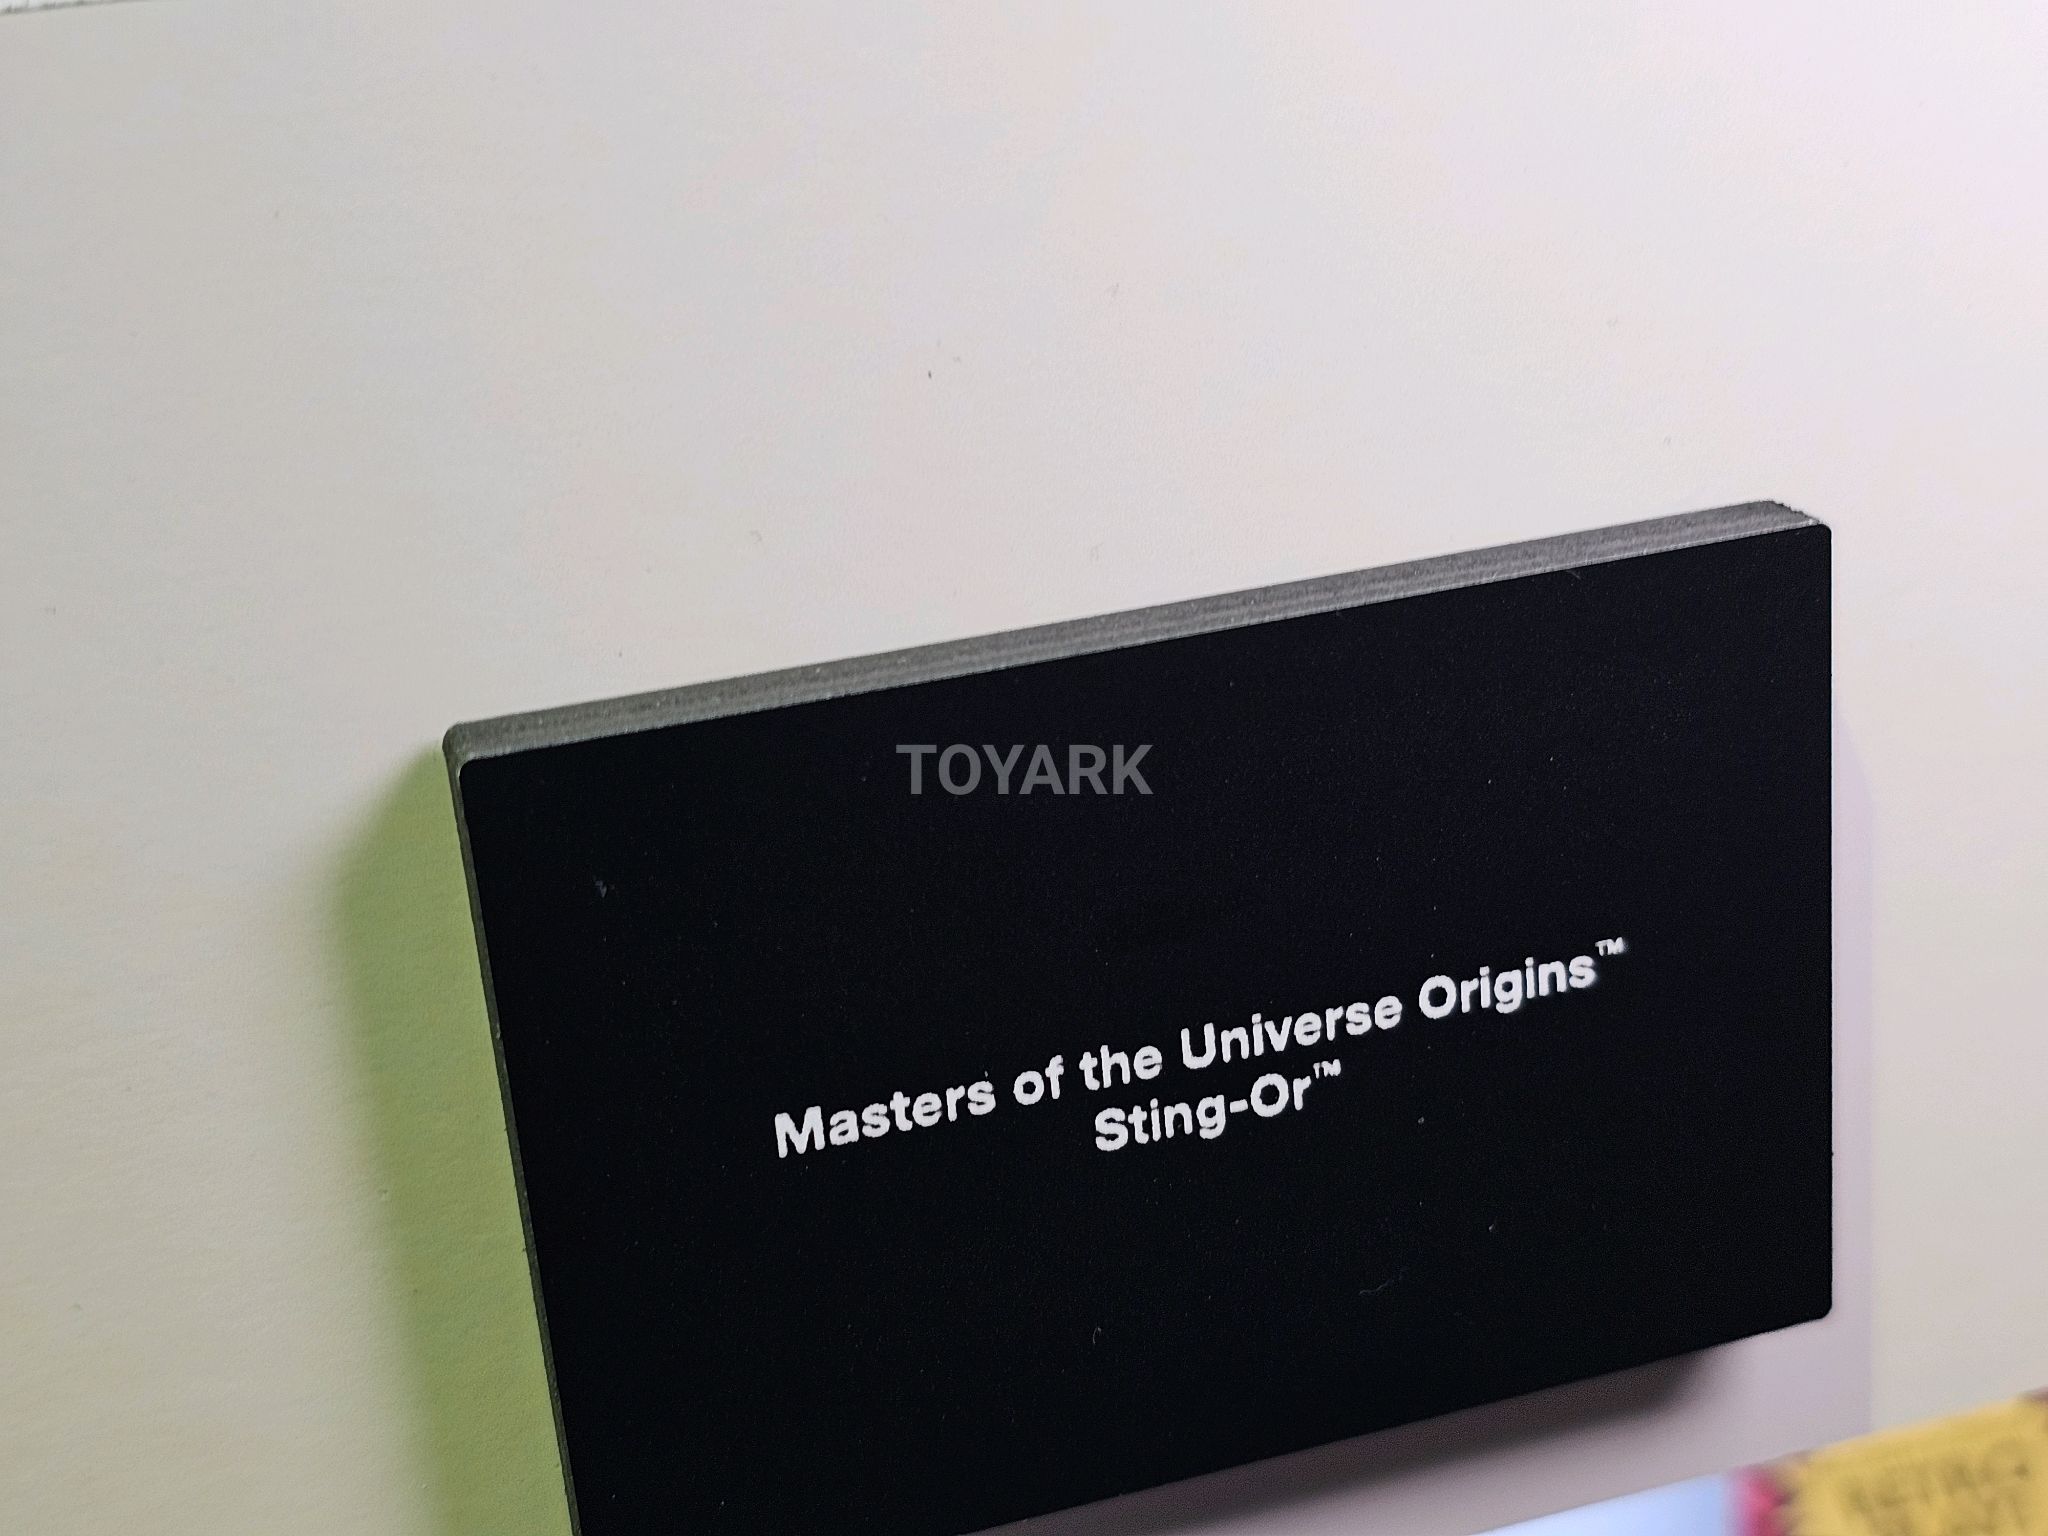 TOYARK
Masters of the Universe Origins™
Sting-Or™